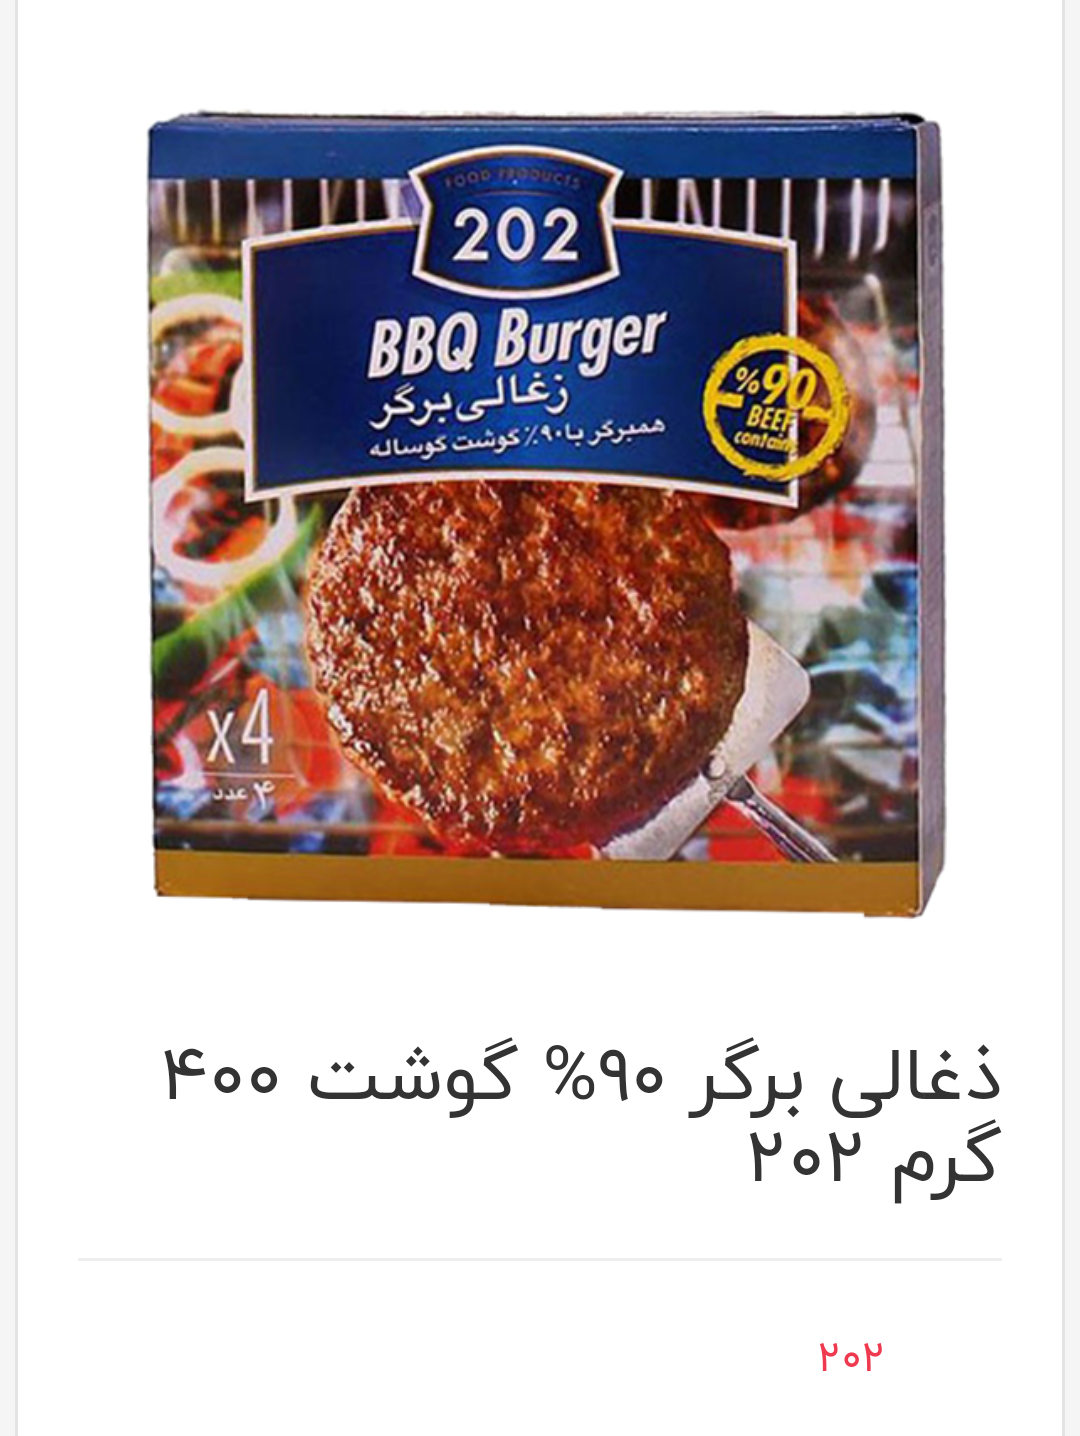 FOOD PRODUCTS
202
BBQ Burger
زغالی برگر
همبرگر با ۹۰٪ گوشت گوساله
%90
BEEF
contain
x4
۴ عدد
ذغالی برگر ۹۰% گوشت ۴۰۰
گرم ۲۰۲
۲۰۲